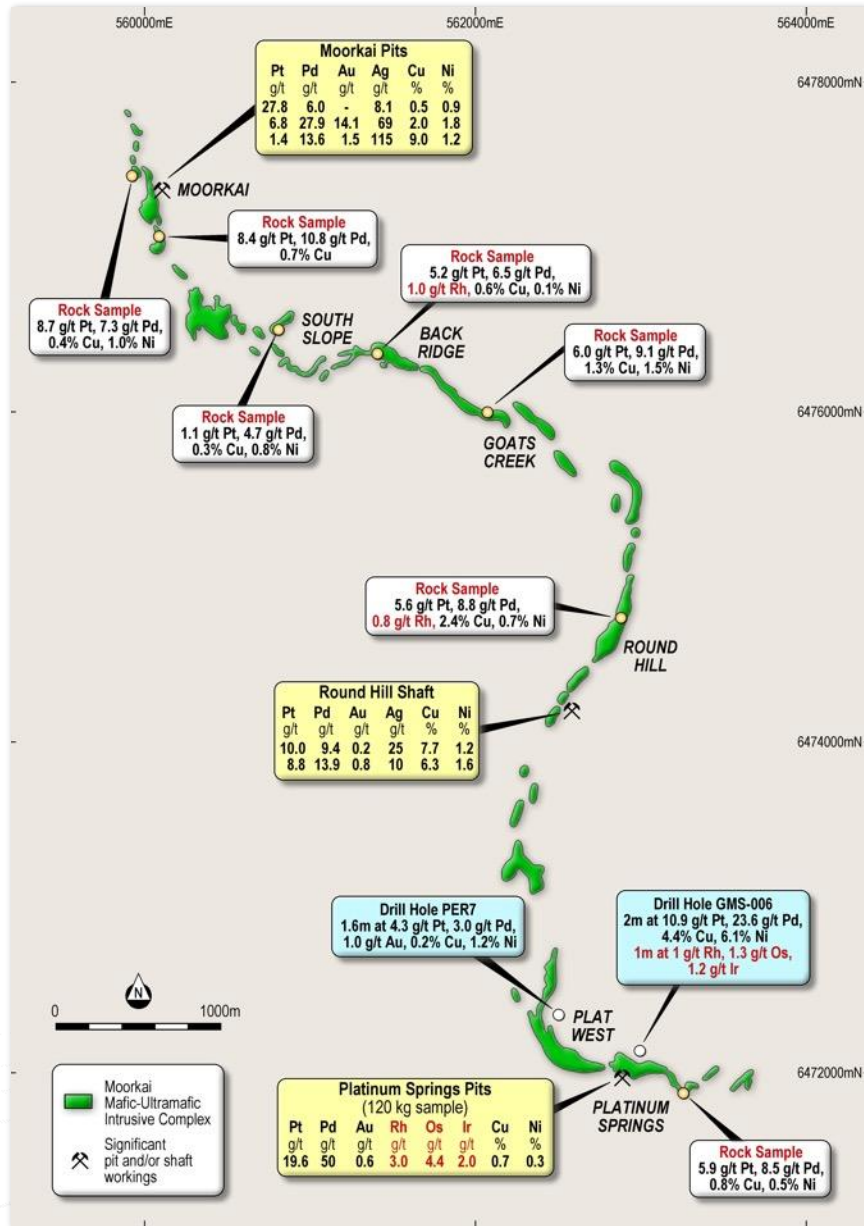 560000mE 562000mE 564000mE
6478000mN
Moorkai Pits
Pt Pd Au Ag Cu Ni
g/t g/t g/t g/t % %
27.8 6.0 - 8.1 0.5 0.9
6.8 27.9 14.1 69 2.0 1.8
1.4 13.6 1.5 115 9.0 1.2
MOORKAI
Rock Sample
8.4 g/t Pt, 10.8 g/t Pd,
0.7% Cu
Rock Sample
8.7 g/t Pt, 7.3 g/t Pd,
0.4% Cu, 1.0% Ni
SOUTH
SLOPE
Rock Sample
5.2 g/t Pt, 6.5 g/t Pd,
1.0 g/t Rh, 0.6% Cu, 0.1% Ni
BACK
RIDGE
Rock Sample
6.0 g/t Pt, 9.1 g/t Pd,
1.3% Cu, 1.5% Ni
6476000mN
Rock Sample
1.1 g/t Pt, 4.7 g/t Pd,
0.3% Cu, 0.8% Ni
GOATS
CREEK
Rock Sample
5.6 g/t Pt, 8.8 g/t Pd,
0.8 g/t Rh, 2.4% Cu, 0.7% Ni
ROUND
HILL
Round Hill Shaft
Pt Pd Au Ag Cu Ni
g/t g/t g/t g/t % %
10.0 9.4 0.2 25 7.7 1.2
8.8 13.9 0.8 10 6.3 1.6
6474000mN
Drill Hole PER7
1.6m at 4.3 g/t Pt, 3.0 g/t Pd,
1.0 g/t Au, 0.2% Cu, 1.2% Ni
Drill Hole GMS-006
2m at 10.9 g/t Pt, 23.6 g/t Pd,
4.4% Cu, 6.1% Ni
1m at 1 g/t Rh, 1.3 g/t Os,
1.2 g/t Ir
N
0 1000m
PLAT
WEST
6472000mN
Moorkai
Mafic-Ultramafic
Intrusive Complex
Significant
pit and/or shaft
workings
Platinum Springs Pits
(120 kg sample)
Pt Pd Au Rh Os Ir Cu Ni
g/t g/t g/t g/t g/t g/t % %
19.6 50 0.6 3.0 4.4 2.0 0.7 0.3
PLATINUM
SPRINGS
Rock Sample
5.9 g/t Pt, 8.5 g/t Pd,
0.8% Cu, 0.5% Ni